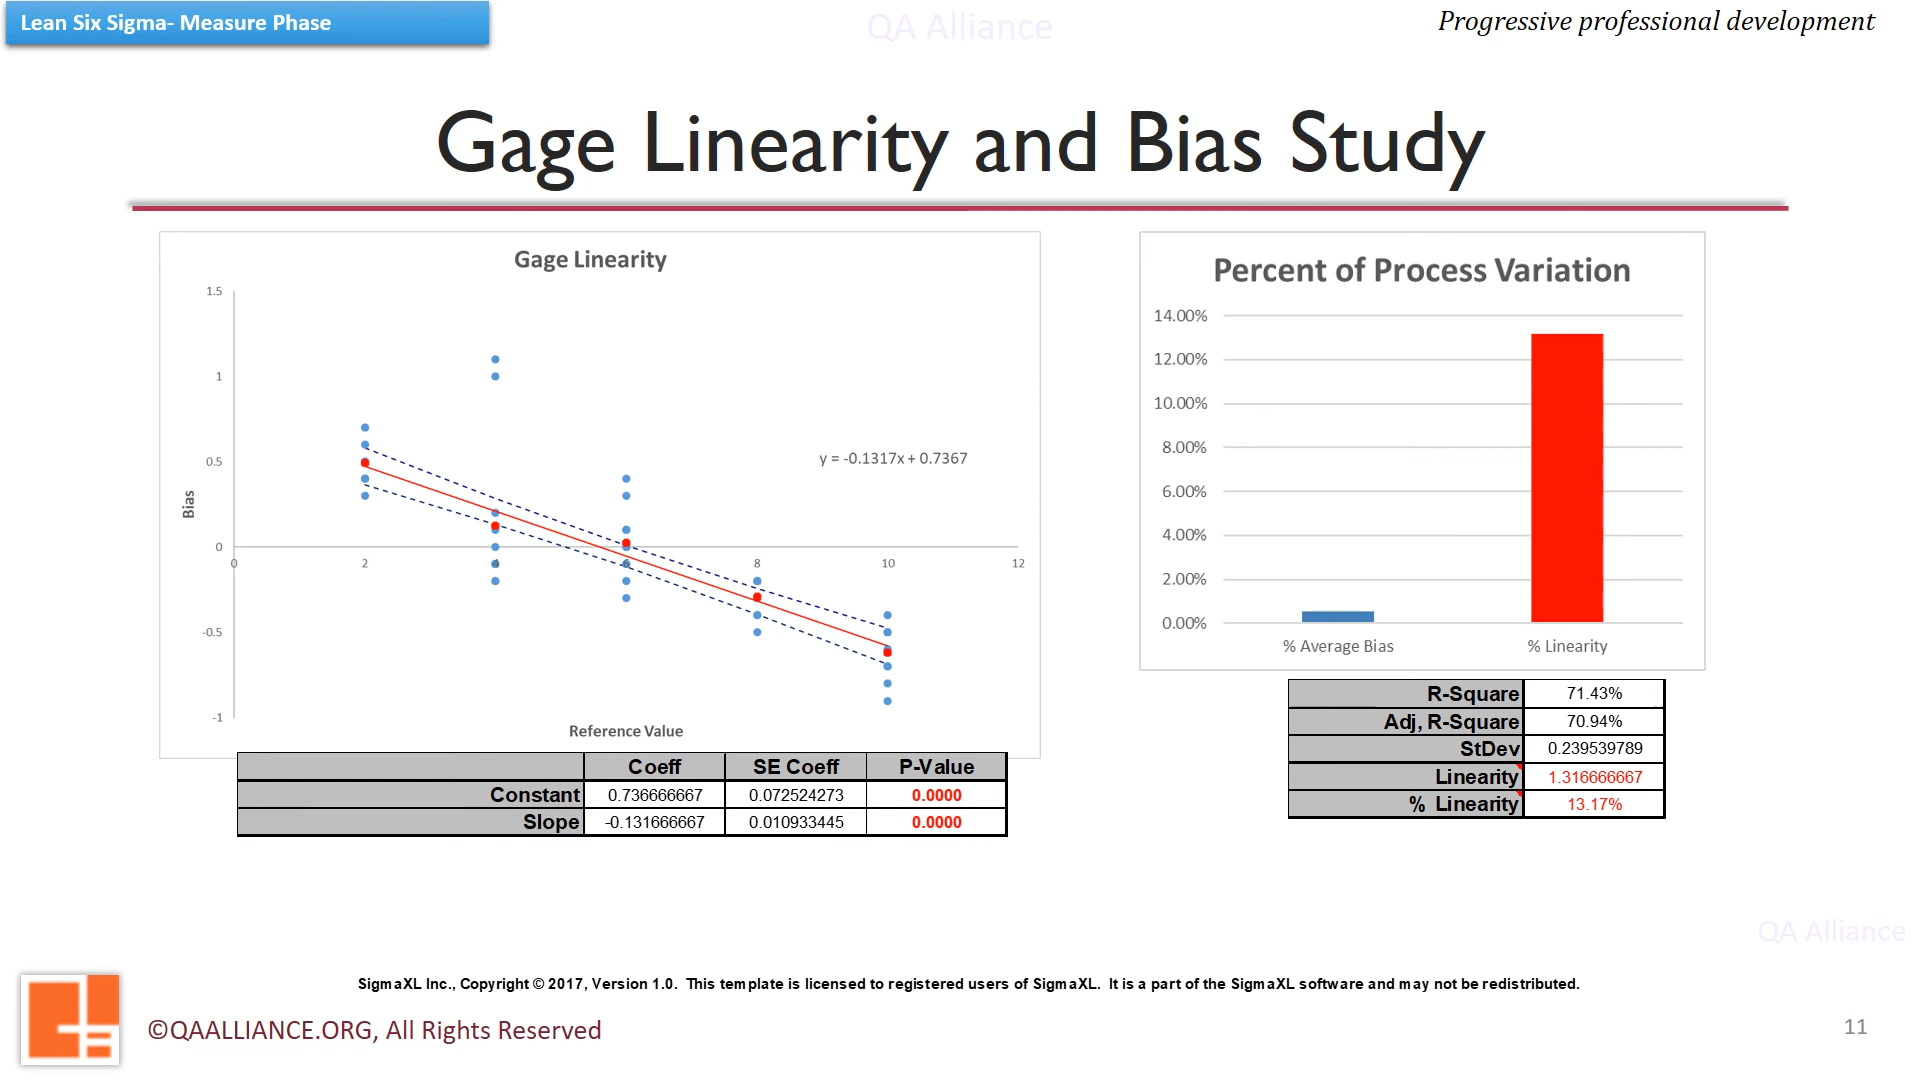 Lean Six Sigma- Measure Phase
QA Alliance
Progressive professional development
Gage Linearity and Bias Study
Gage Linearity
1.5
1
0.5
0
-0.5
-1
Bias
0 2 4 6 8 10 12
y = -0.1317x + 0.7367
Reference Value
Coeff SE Coeff P-Value
Constant 0.736666667 0.072524273 0.0000
Slope -0.131666667 0.010933445 0.0000
Percent of Process Variation
14.00%
12.00%
10.00%
8.00%
6.00%
4.00%
2.00%
0.00%
% Average Bias % Linearity
R-Square 71.43%
Adj, R-Square 70.94%
StDev 0.239539789
Linearity 1.316666667
% Linearity 13.17%
QA Alliance
SigmaXL Inc., Copyright © 2017, Version 1.0. This template is licensed to registered users of SigmaXL. It is a part of the SigmaXL software and may not be redistributed.
©QAALLIANCE.ORG, All Rights Reserved
11